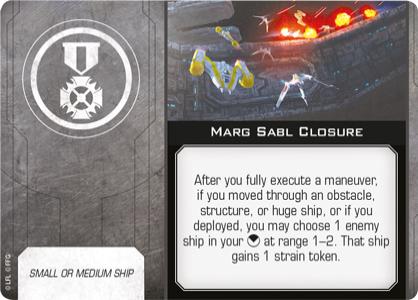 MARG SABL CLOSURE
After you fully execute a maneuver,
if you moved through an obstacle,
structure, or huge ship, or if you
deployed, you may choose 1 enemy
ship in your at range 1–2. That ship
gains 1 strain token.
SMALL OR MEDIUM SHIP
© LFL © FFG